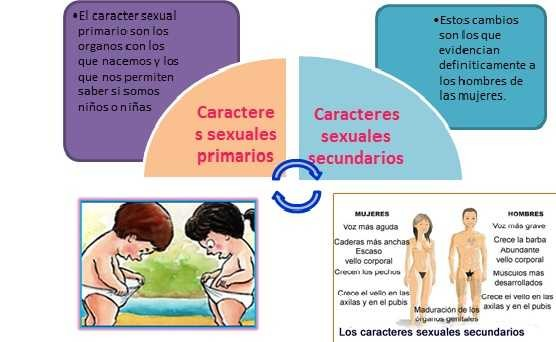 •El caracter sexual
primario son los
organos con los
que nacemos y los
que nos permiten
saber si somos
niños o niñas
•Estos cambios
son los que
evidencian
definiticamente a
los hombres de
las mujeres.
Caractere
s sexuales
primarios
Caracteres
sexuales
secundarios
MUJERES
Voz más aguda
Caderas más anchas
Escaso
vello corporal
Crecen los pechos
Crece el vello en las
axilas y en el pubis
HOMBRES
Voz más grave
Crece la barba
Abundante
vello corporal
Músculos más
desarrollados
Crece el vello en las
axilas y en el pubis
Maduración de los
órganos genitales
Los caracteres sexuales secundarios